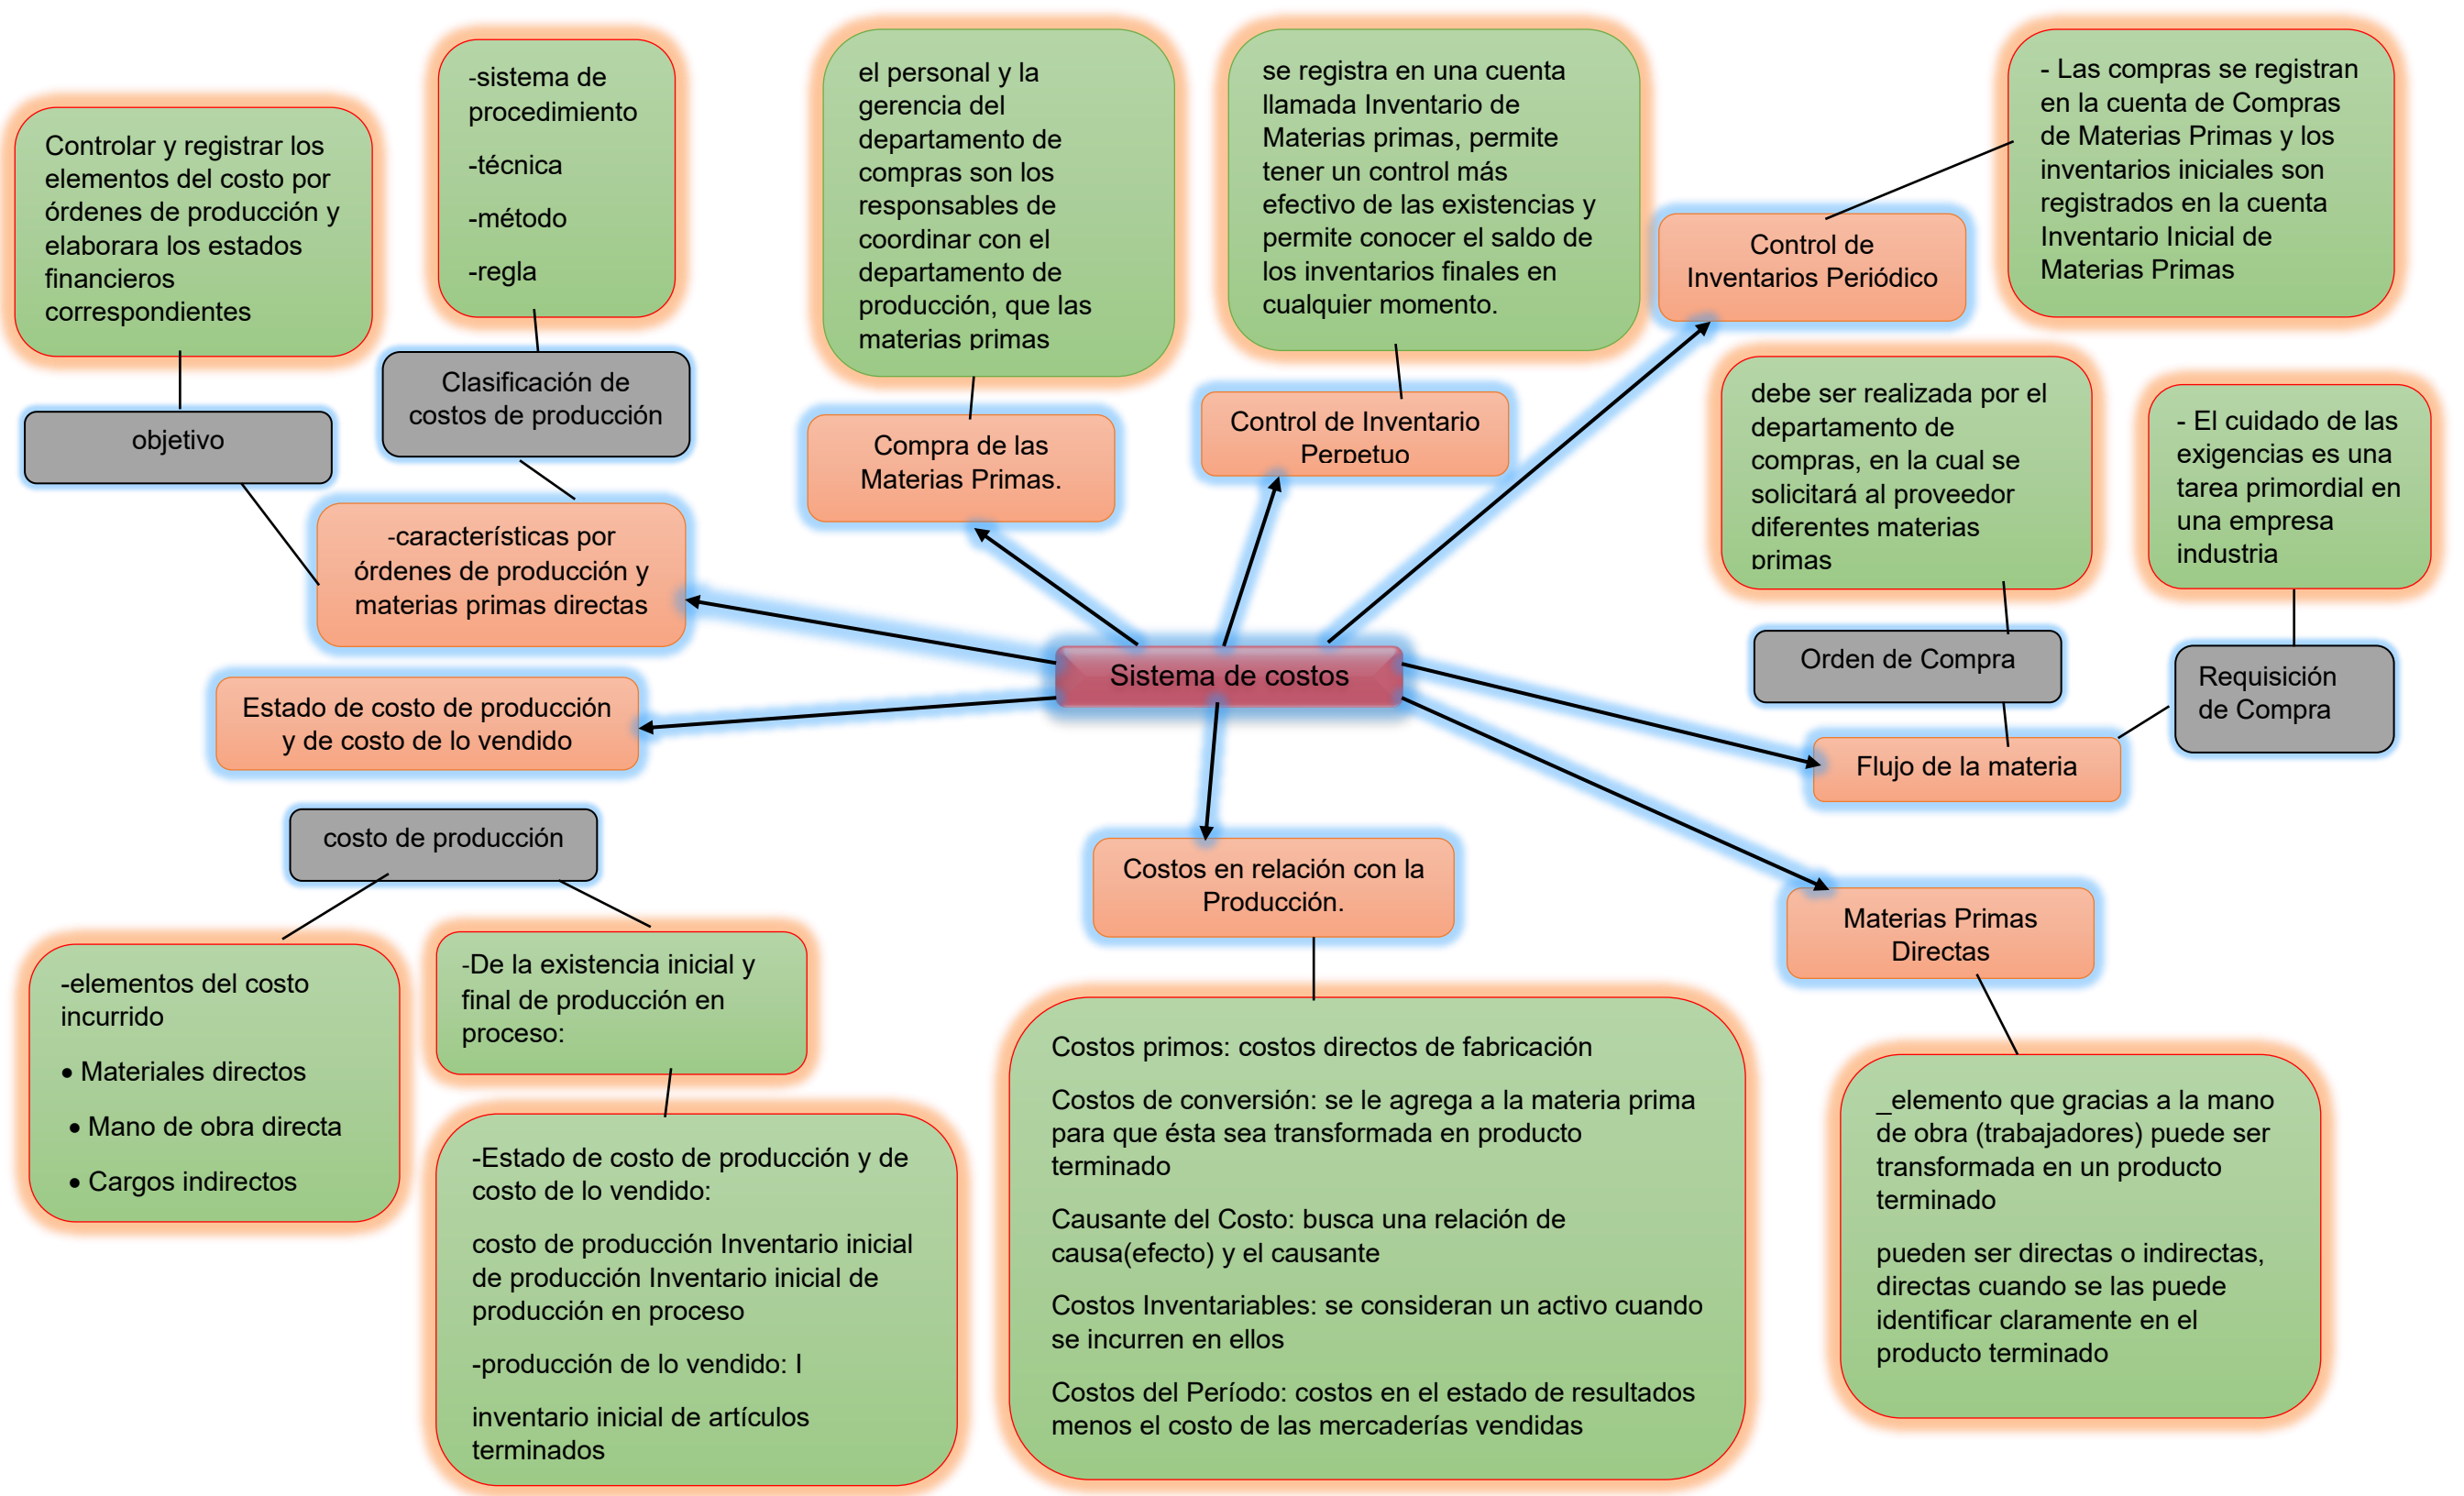 Controlar y registrar los
elementos del costo por
órdenes de producción y
elaborara los estados
financieros
correspondientes
objetivo
-sistema de
procedimiento
-técnica
-método
-regla
Clasificación de
costos de producción
-características por
órdenes de producción y
materias primas directas
el personal y la
gerencia del
departamento de
compras son los
responsables de
coordinar con el
departamento de
producción, que las
materias primas
Compra de las
Materias Primas.
se registra en una cuenta
llamada Inventario de
Materias primas, permite
tener un control más
efectivo de las existencias y
permite conocer el saldo de
los inventarios finales en
cualquier momento.
Control de Inventario
Perpetuo
- Las compras se registran
en la cuenta de Compras
de Materias Primas y los
inventarios iniciales son
registrados en la cuenta
Inventario Inicial de
Materias Primas
Control de
Inventarios Periódico
debe ser realizada por el
departamento de
compras, en la cual se
solicitará al proveedor
diferentes materias
primas
Orden de Compra
- El cuidado de las
exigencias es una
tarea primordial en
una empresa
industria
Requisición
de Compra
Flujo de la materia
Sistema de costos
Estado de costo de producción
y de costo de lo vendido
costo de producción
-elementos del costo
incurrido
• Materiales directos
• Mano de obra directa
• Cargos indirectos
-De la existencia inicial y
final de producción en
proceso:
-Estado de costo de producción y de
costo de lo vendido:
costo de producción Inventario inicial
de producción Inventario inicial de
producción en proceso
-producción de lo vendido: I
inventario inicial de artículos
terminados
Costos en relación con la
Producción.
Costos primos: costos directos de fabricación
Costos de conversión: se le agrega a la materia prima
para que ésta sea transformada en producto
terminado
Causante del Costo: busca una relación de
causa(efecto) y el causante
Costos Inventariables: se consideran un activo cuando
se incurren en ellos
Costos del Período: costos en el estado de resultados
menos el costo de las mercaderías vendidas
Materias Primas
Directas
_elemento que gracias a la mano
de obra (trabajadores) puede ser
transformada en un producto
terminado
pueden ser directas o indirectas,
directas cuando se las puede
identificar claramente en el
producto terminado